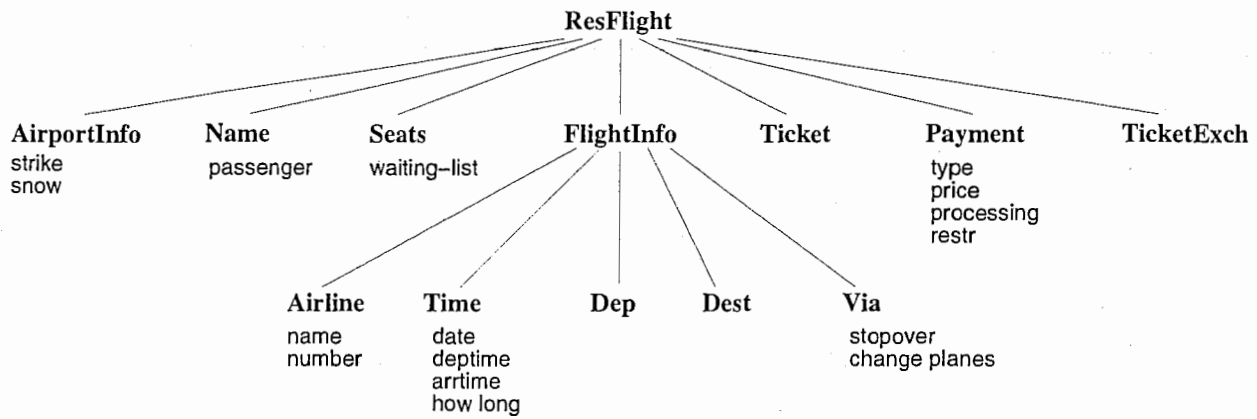 ResFlight
AirportInfo
strike
snow
Name
passenger
Seats
waiting–list
FlightInfo
Ticket
Payment
type
price
processing
restr
TicketExch
Airline
name
number
Time
date
deptime
arrtime
how long
Dep
Dest
Via
stopover
change planes